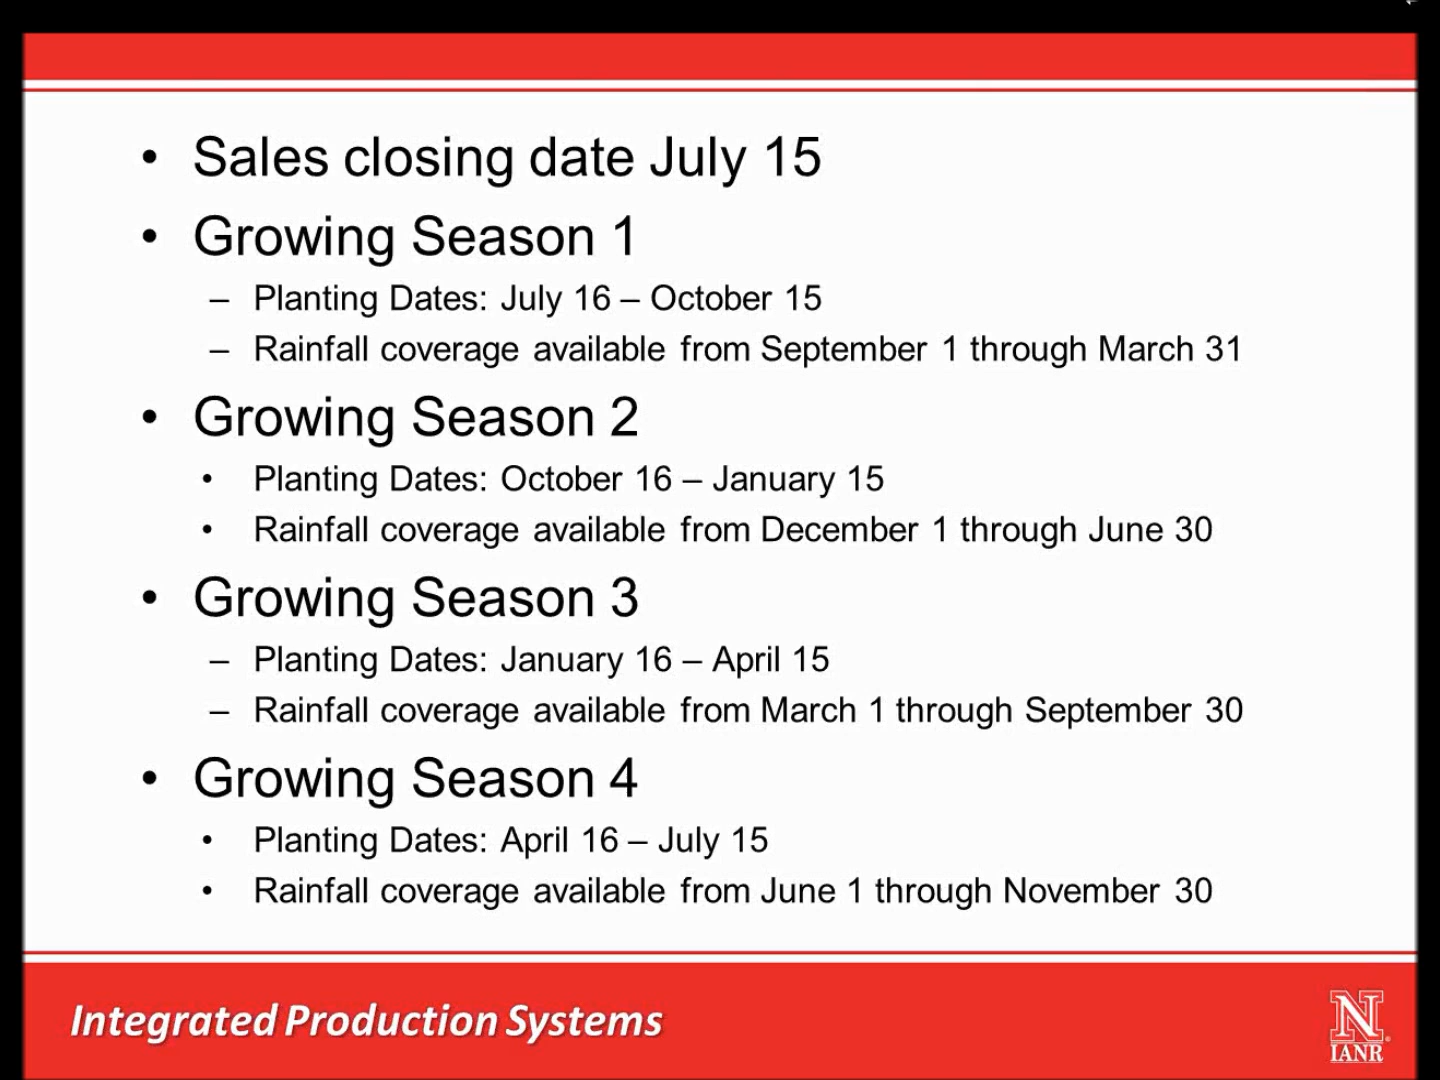 • Sales closing date July 15
• Growing Season 1
– Planting Dates: July 16 – October 15
– Rainfall coverage available from September 1 through March 31
• Growing Season 2
• Planting Dates: October 16 – January 15
• Rainfall coverage available from December 1 through June 30
• Growing Season 3
– Planting Dates: January 16 – April 15
– Rainfall coverage available from March 1 through September 30
• Growing Season 4
• Planting Dates: April 16 – July 15
• Rainfall coverage available from June 1 through November 30
Integrated Production Systems
N
IANR